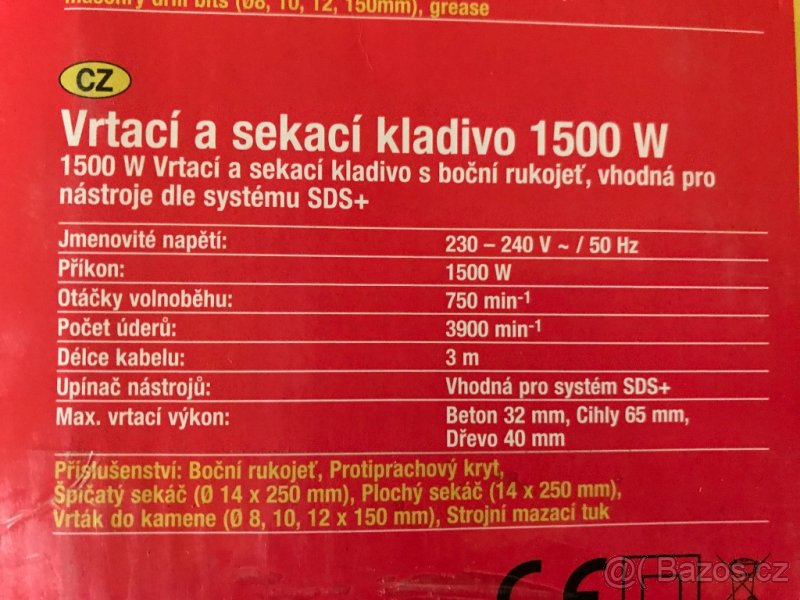 masonry drill bits (Ø8, 10, 12, 150mm), grease
CZ
Vrtací a sekací kladivo 1500 W
1500 W Vrtací a sekací kladivo s boční rukojeť, vhodná pro
nástroje dle systému SDS+
Jmenovité napětí: 230 – 240 V ~ / 50 Hz
Příkon: 1500 W
Otáčky volnoběhu: 750 min-1
Počet úderů: 3900 min-1
Délce kabelu: 3 m
Upínač nástrojů: Vhodná pro systém SDS+
Max. vrtací výkon: Beton 32 mm, Cihly 65 mm,
Dřevo 40 mm
Příslušenství: Boční rukojeť, Protiprachový kryt,
Špičatý sekáč (Ø 14 x 250 mm), Plochý sekáč (14 x 250 mm),
Vrták do kamene (Ø 8, 10, 12 x 150 mm), Strojní mazací tuk
CE
Bazos.cz